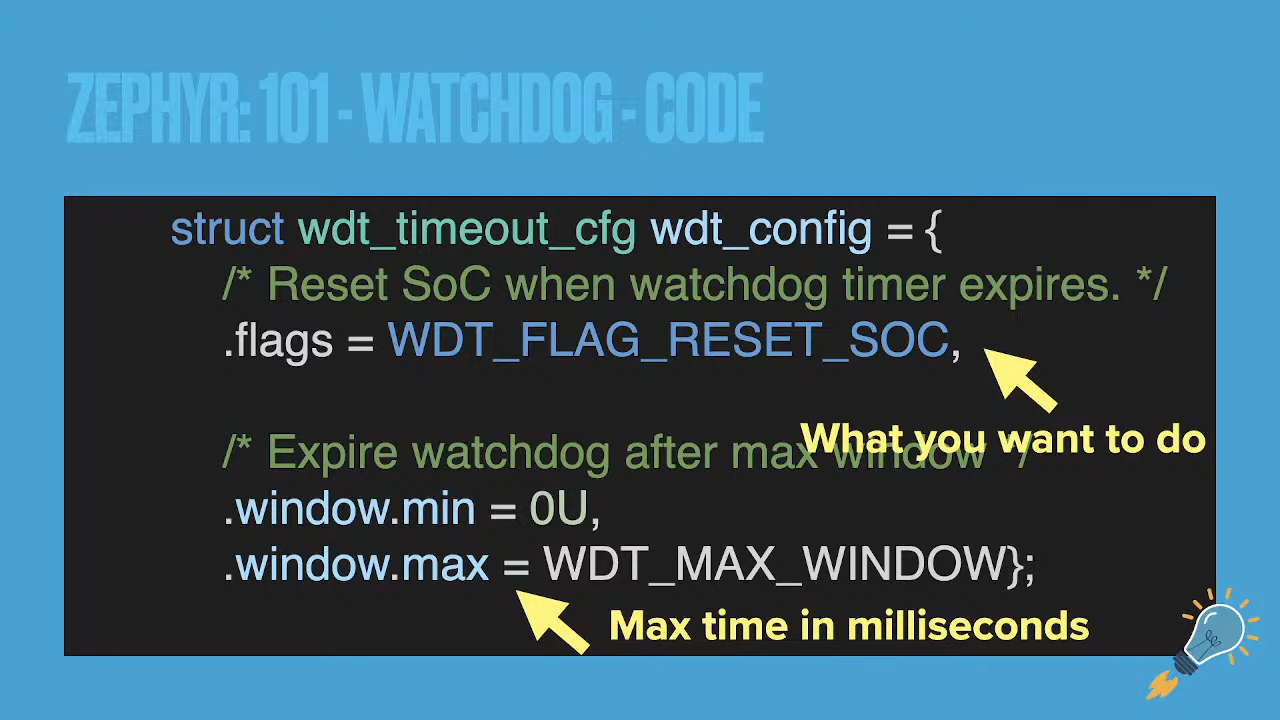 ZEPHYR: 101 - WATCHDOG - CODE
struct wdt_timeout_cfg wdt_config = {
/* Reset SoC when watchdog timer expires. */
.flags = WDT_FLAG_RESET_SOC,
What you want to do
/* Expire watchdog after max window */
.window.min = 0U,
.window.max = WDT_MAX_WINDOW};
Max time in milliseconds